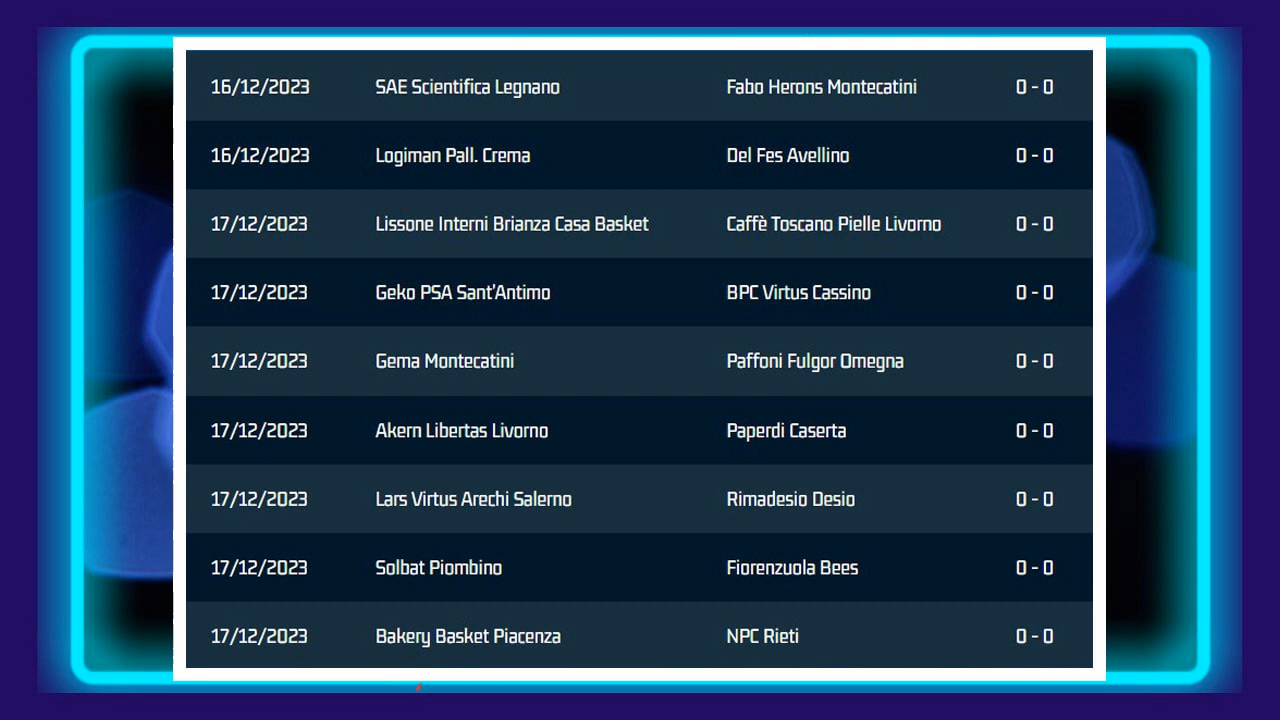 16/12/2023 SAE Scientifica Legnano Fabo Herons Montecatini 0 - 0
16/12/2023 Logiman Pall. Crema Del Fes Avellino 0 - 0
17/12/2023 Lissone Interni Brianza Casa Basket Caffè Toscano Pielle Livorno 0 - 0
17/12/2023 Geko PSA Sant'Antimo BPC Virtus Cassino 0 - 0
17/12/2023 Gema Montecatini Paffoni Fulgor Omegna 0 - 0
17/12/2023 Akern Libertas Livorno Paperdi Caserta 0 - 0
17/12/2023 Lars Virtus Arechi Salerno Rimadesio Desio 0 - 0
17/12/2023 Solbat Piombino Fiorenzuola Bees 0 - 0
17/12/2023 Bakery Basket Piacenza NPC Rieti 0 - 0